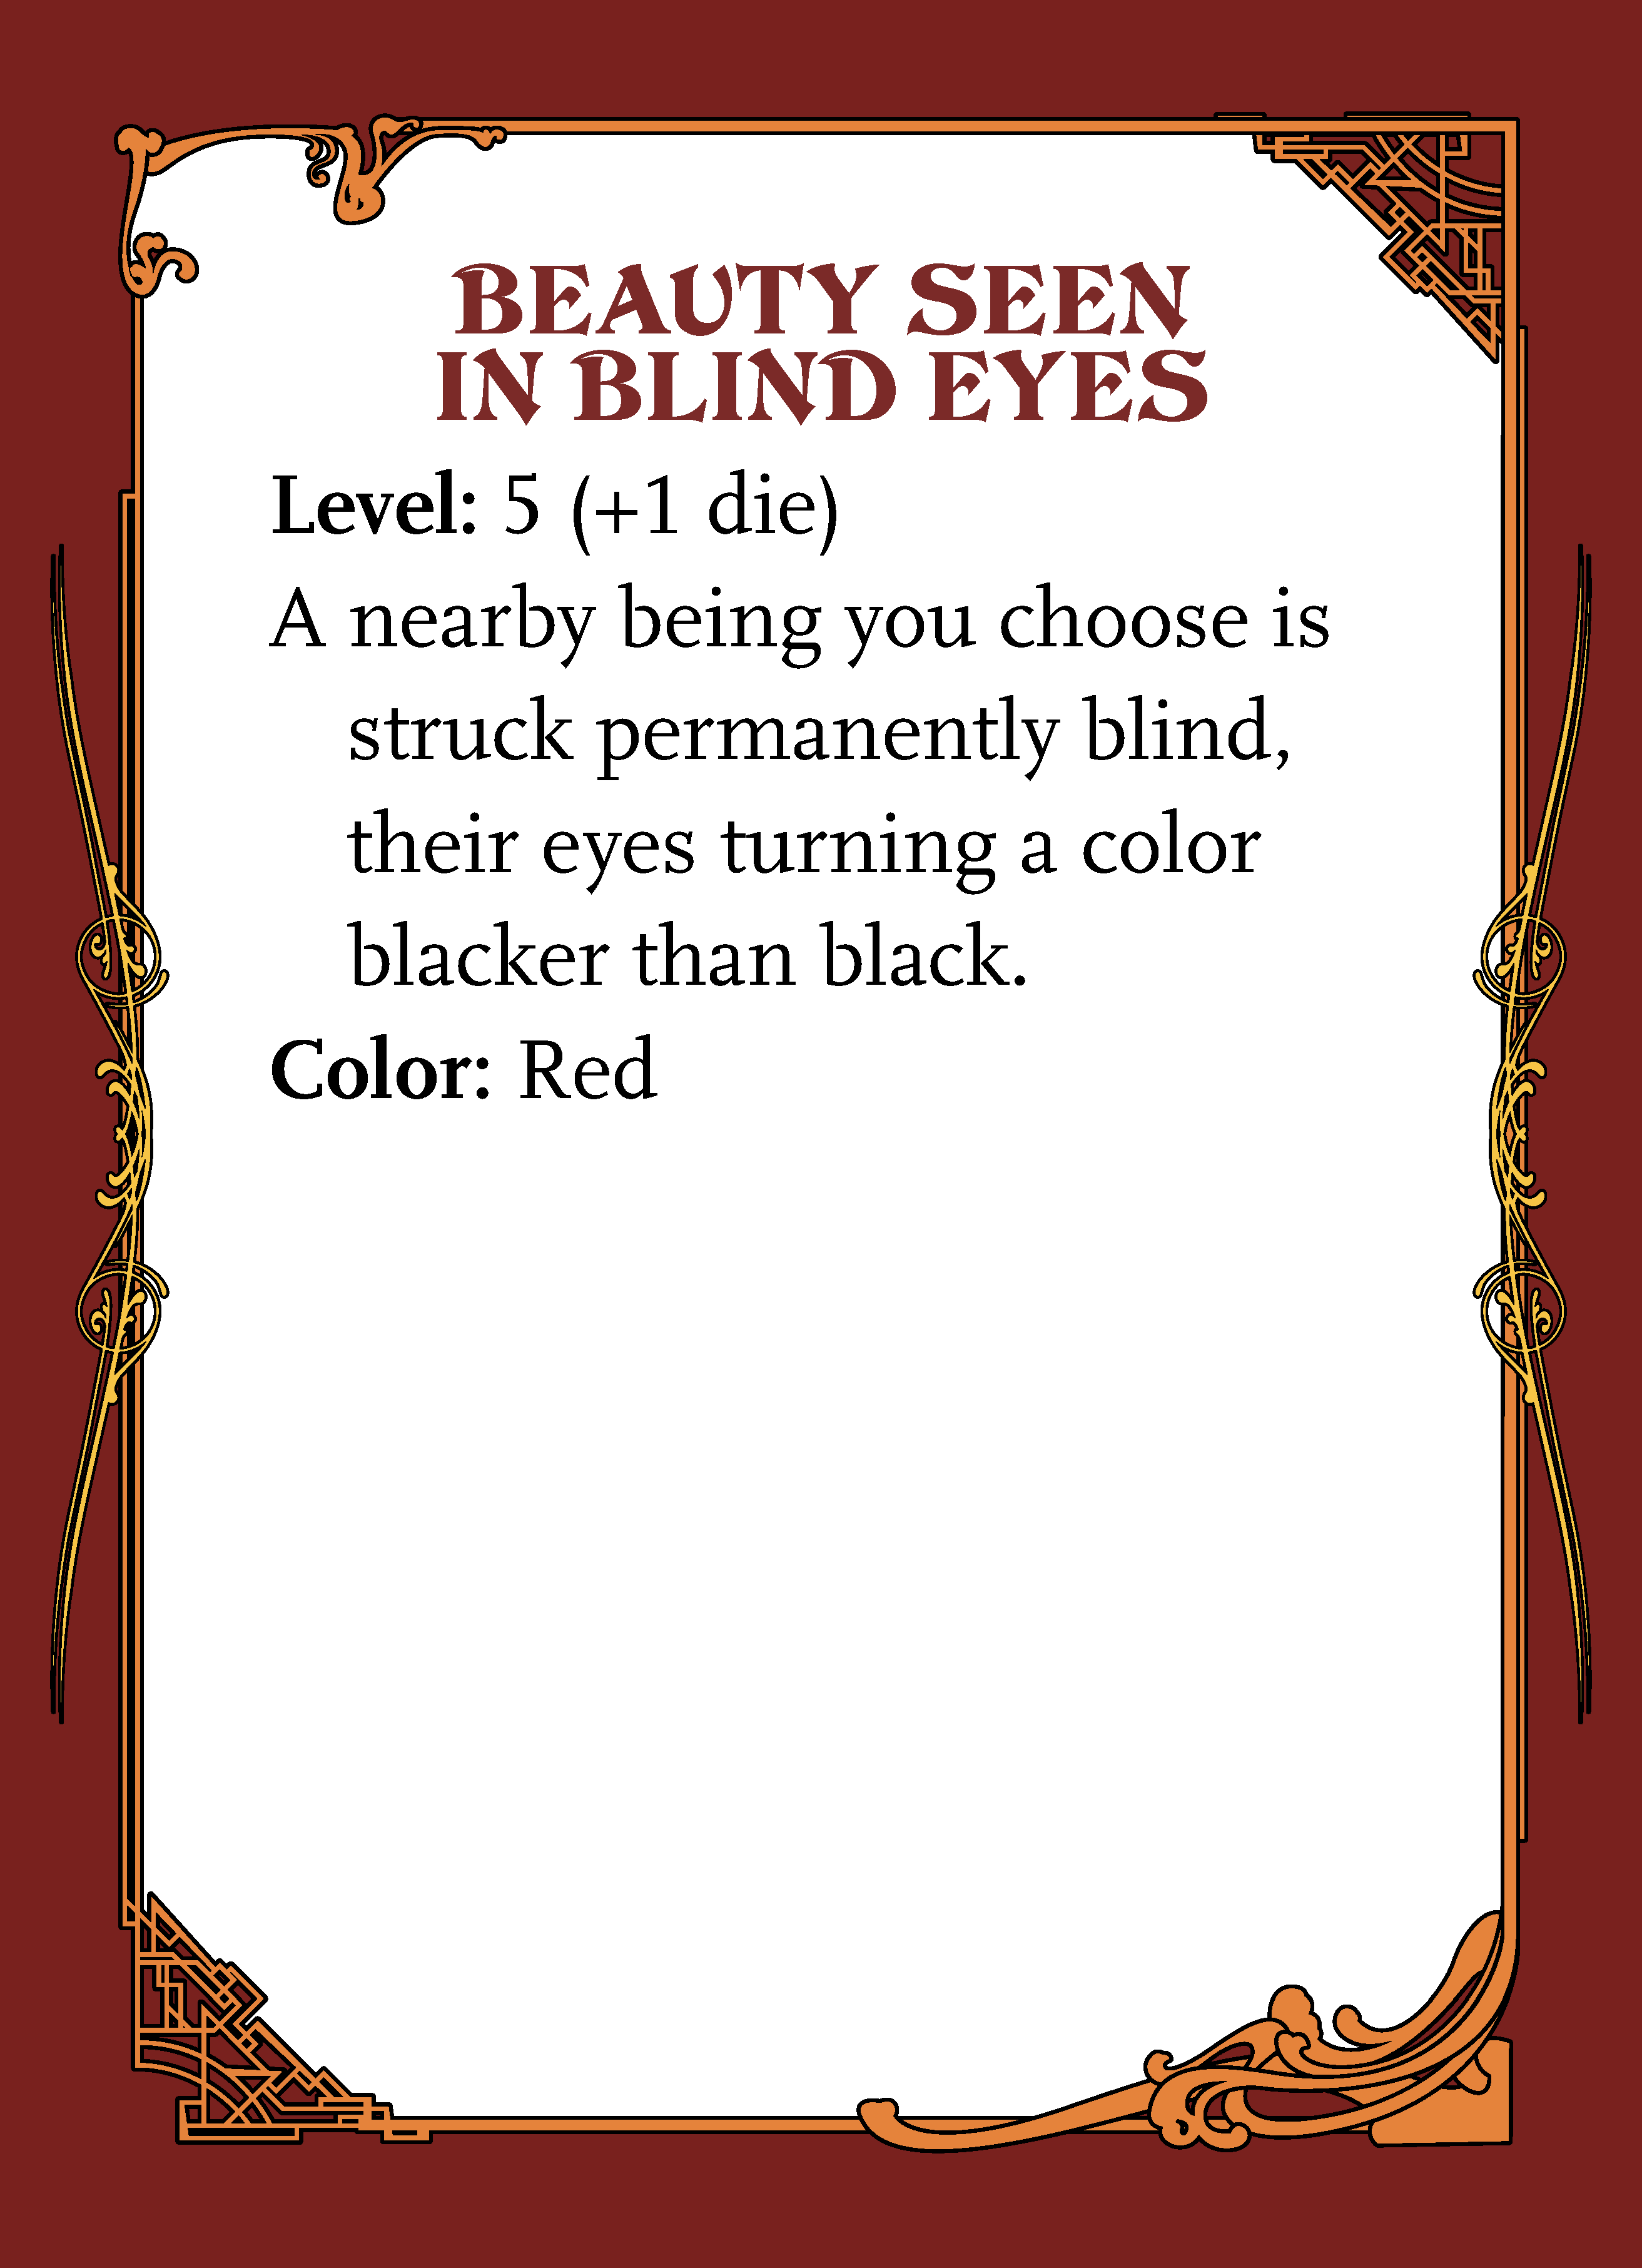 BEAUTY SEEN
IN BLIND EYES
Level: 5 (+1 die)
A nearby being you choose is
struck permanently blind,
their eyes turning a color
blacker than black.
Color: Red